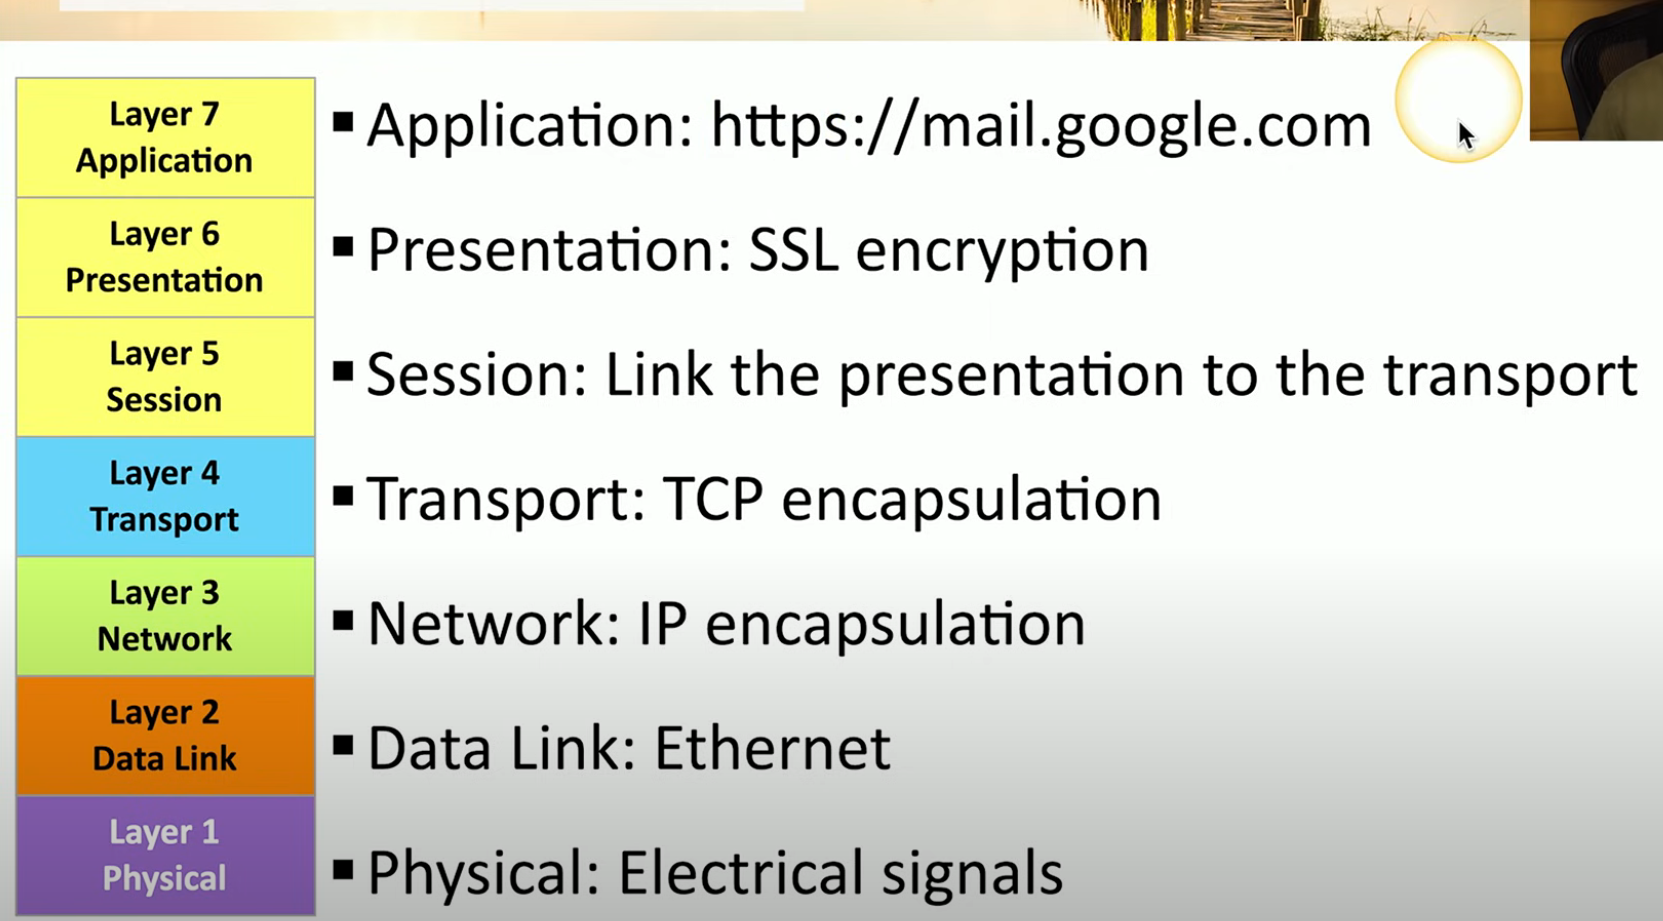 Layer 7
Application
▪ Application: https://mail.google.com
Layer 6
Presentation
▪ Presentation: SSL encryption
Layer 5
Session
▪ Session: Link the presentation to the transport
Layer 4
Transport
▪ Transport: TCP encapsulation
Layer 3
Network
▪ Network: IP encapsulation
Layer 2
Data Link
▪ Data Link: Ethernet
Layer 1
Physical
▪ Physical: Electrical signals